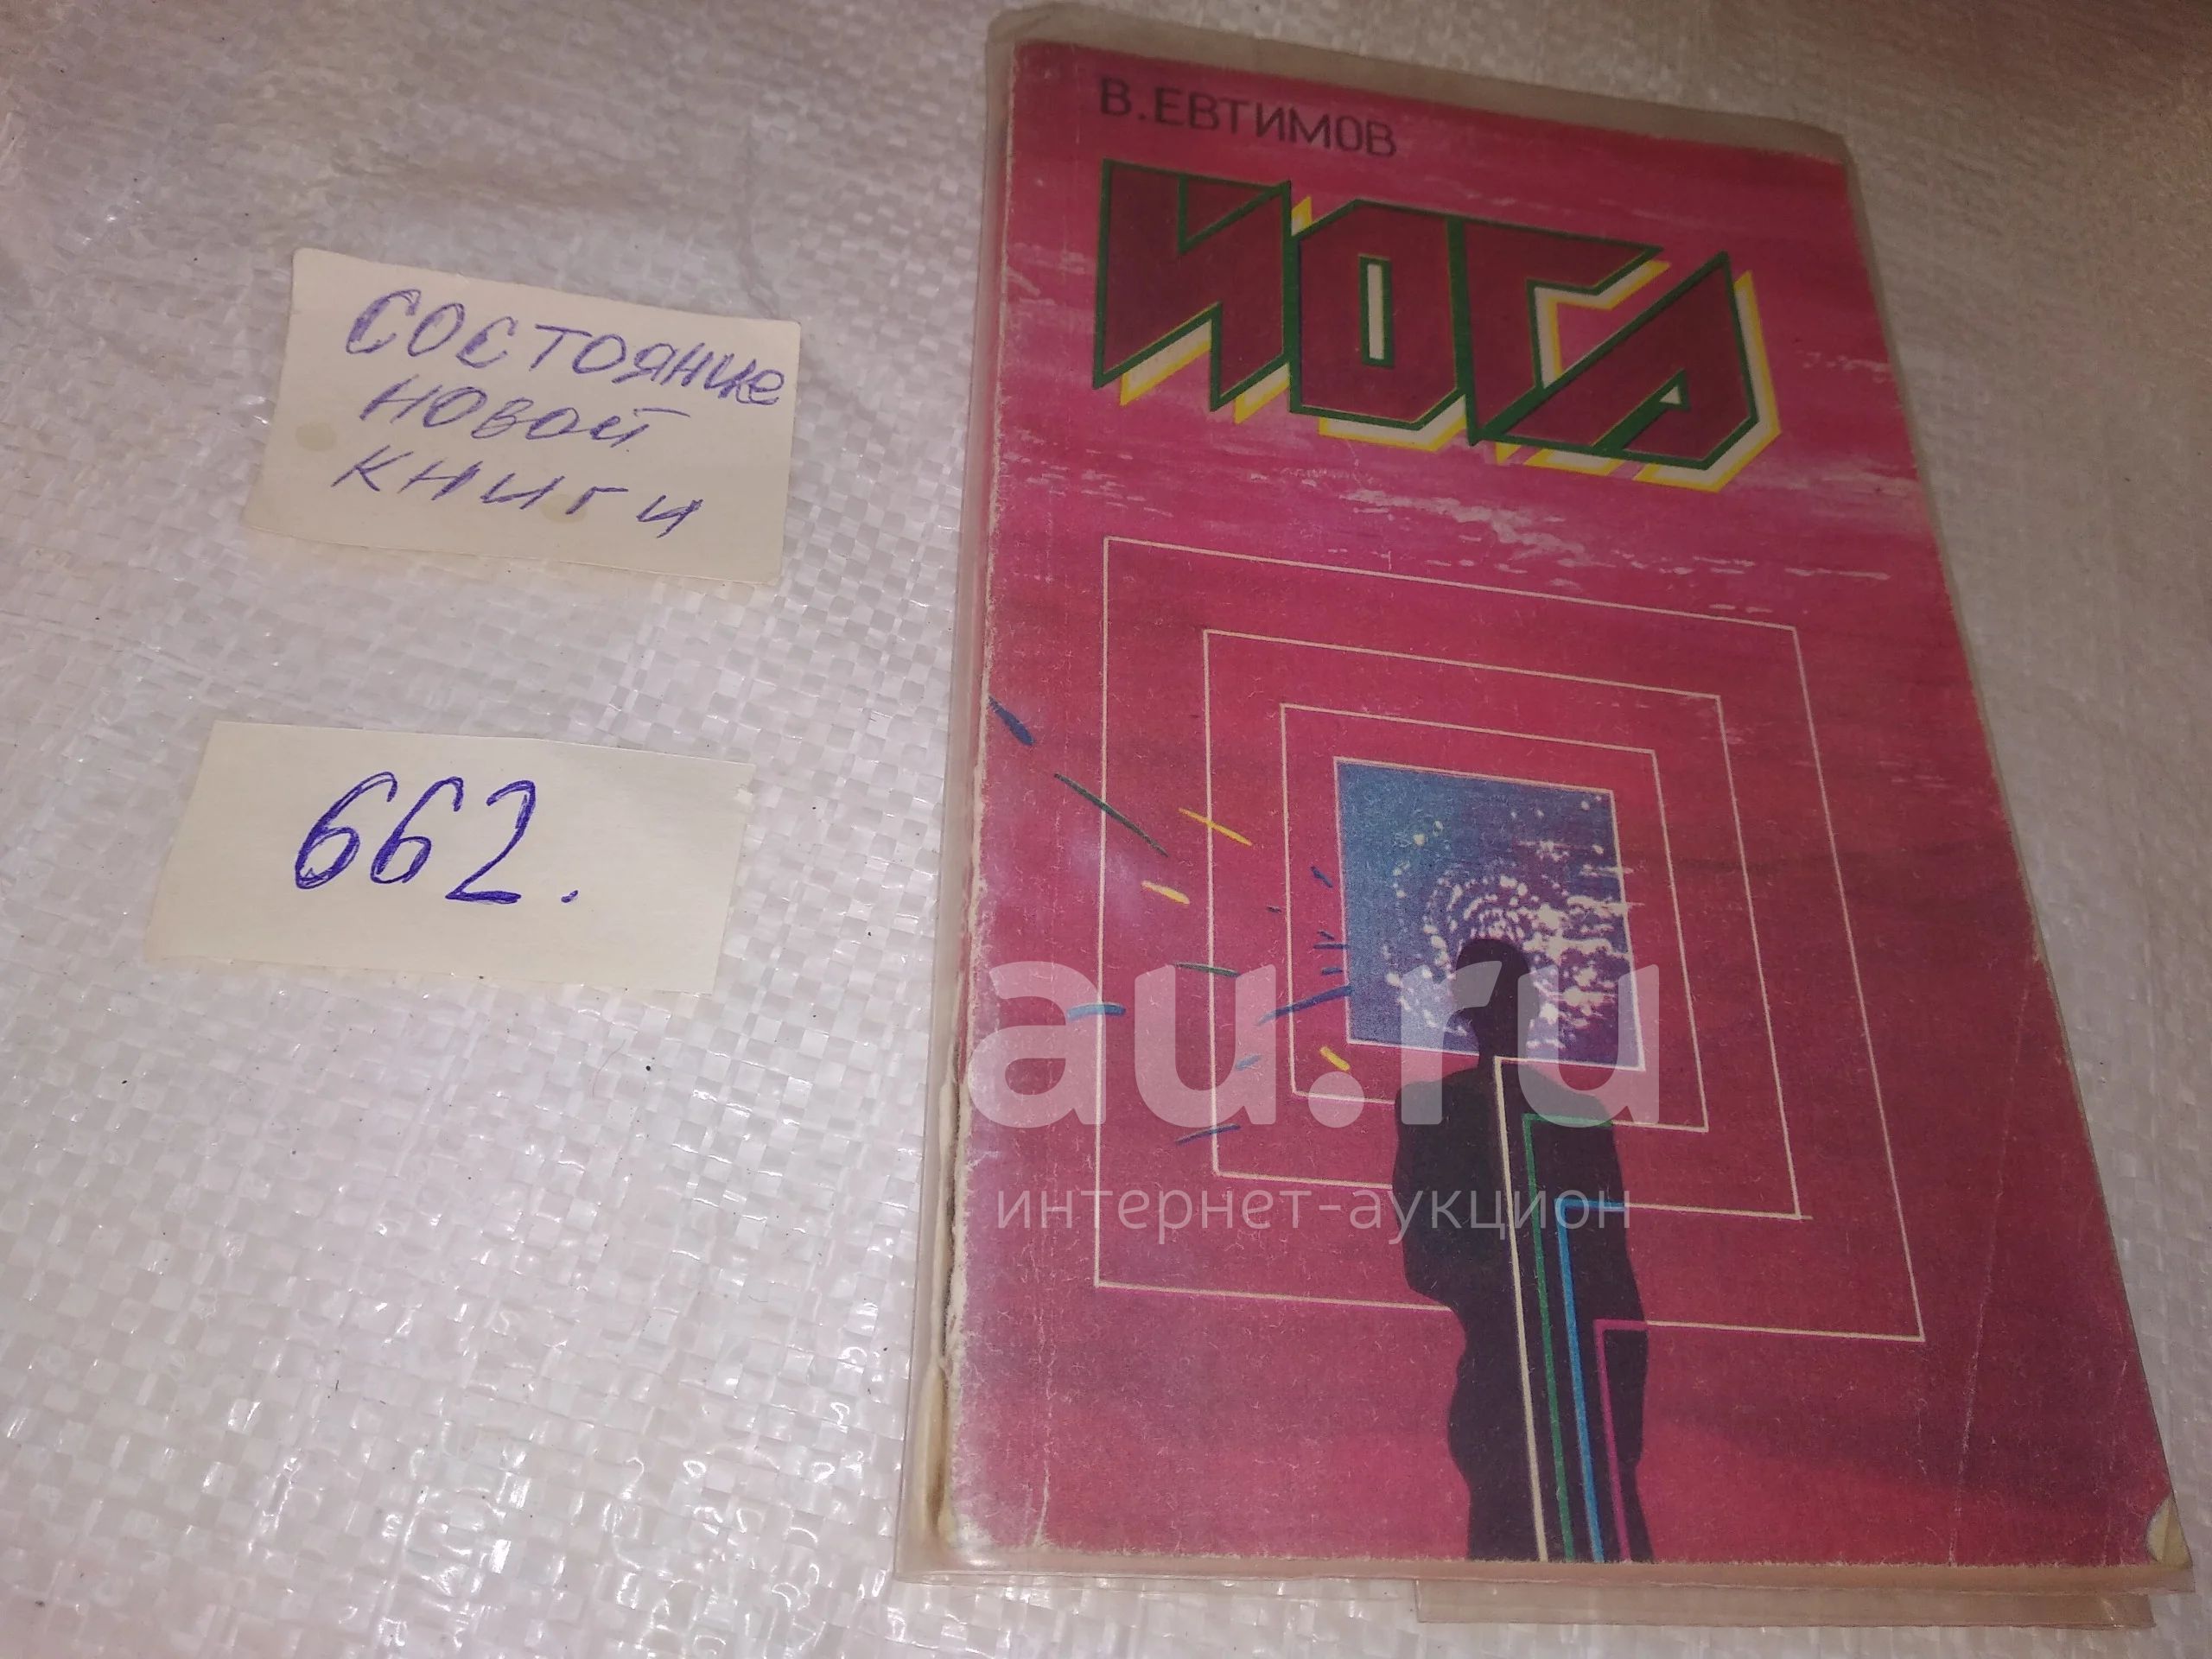 В.ЕВТИМОВ
ЙОГА
СОСТОЯНИЕ
НОВОЙ
КНИГИ
662.
au.ru
интернет-аукцион